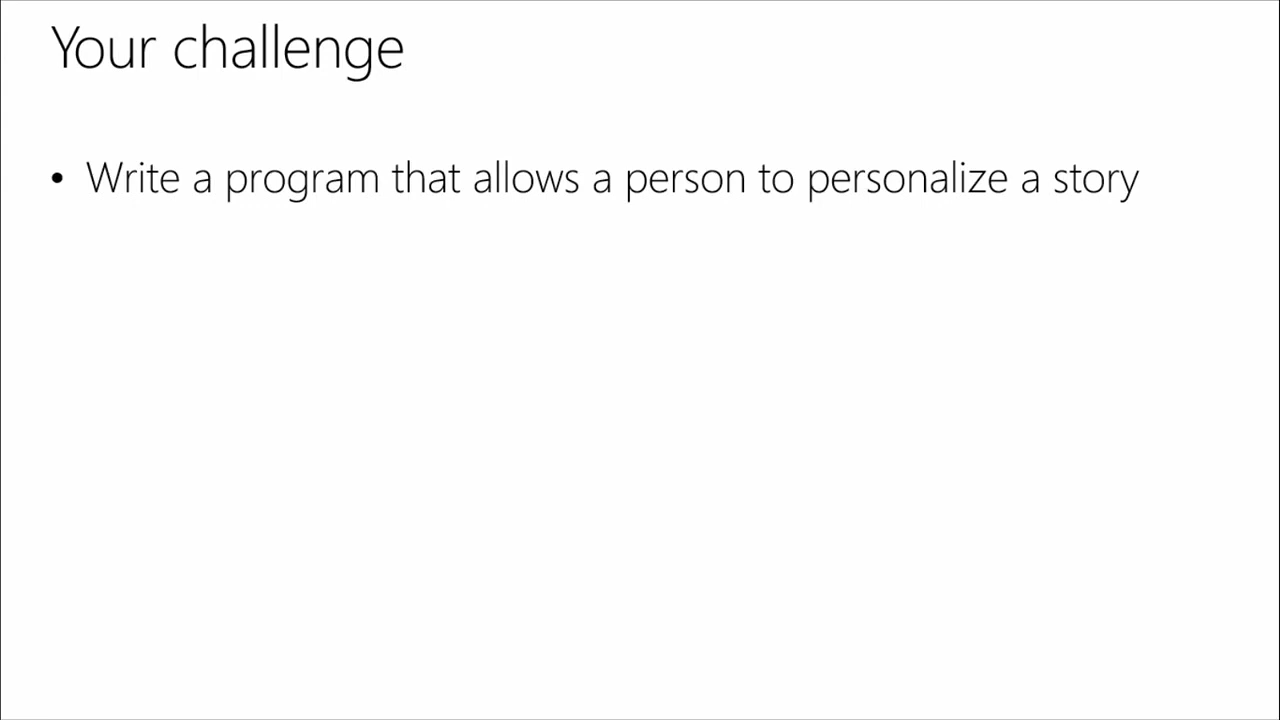 Your challenge
• Write a program that allows a person to personalize a story